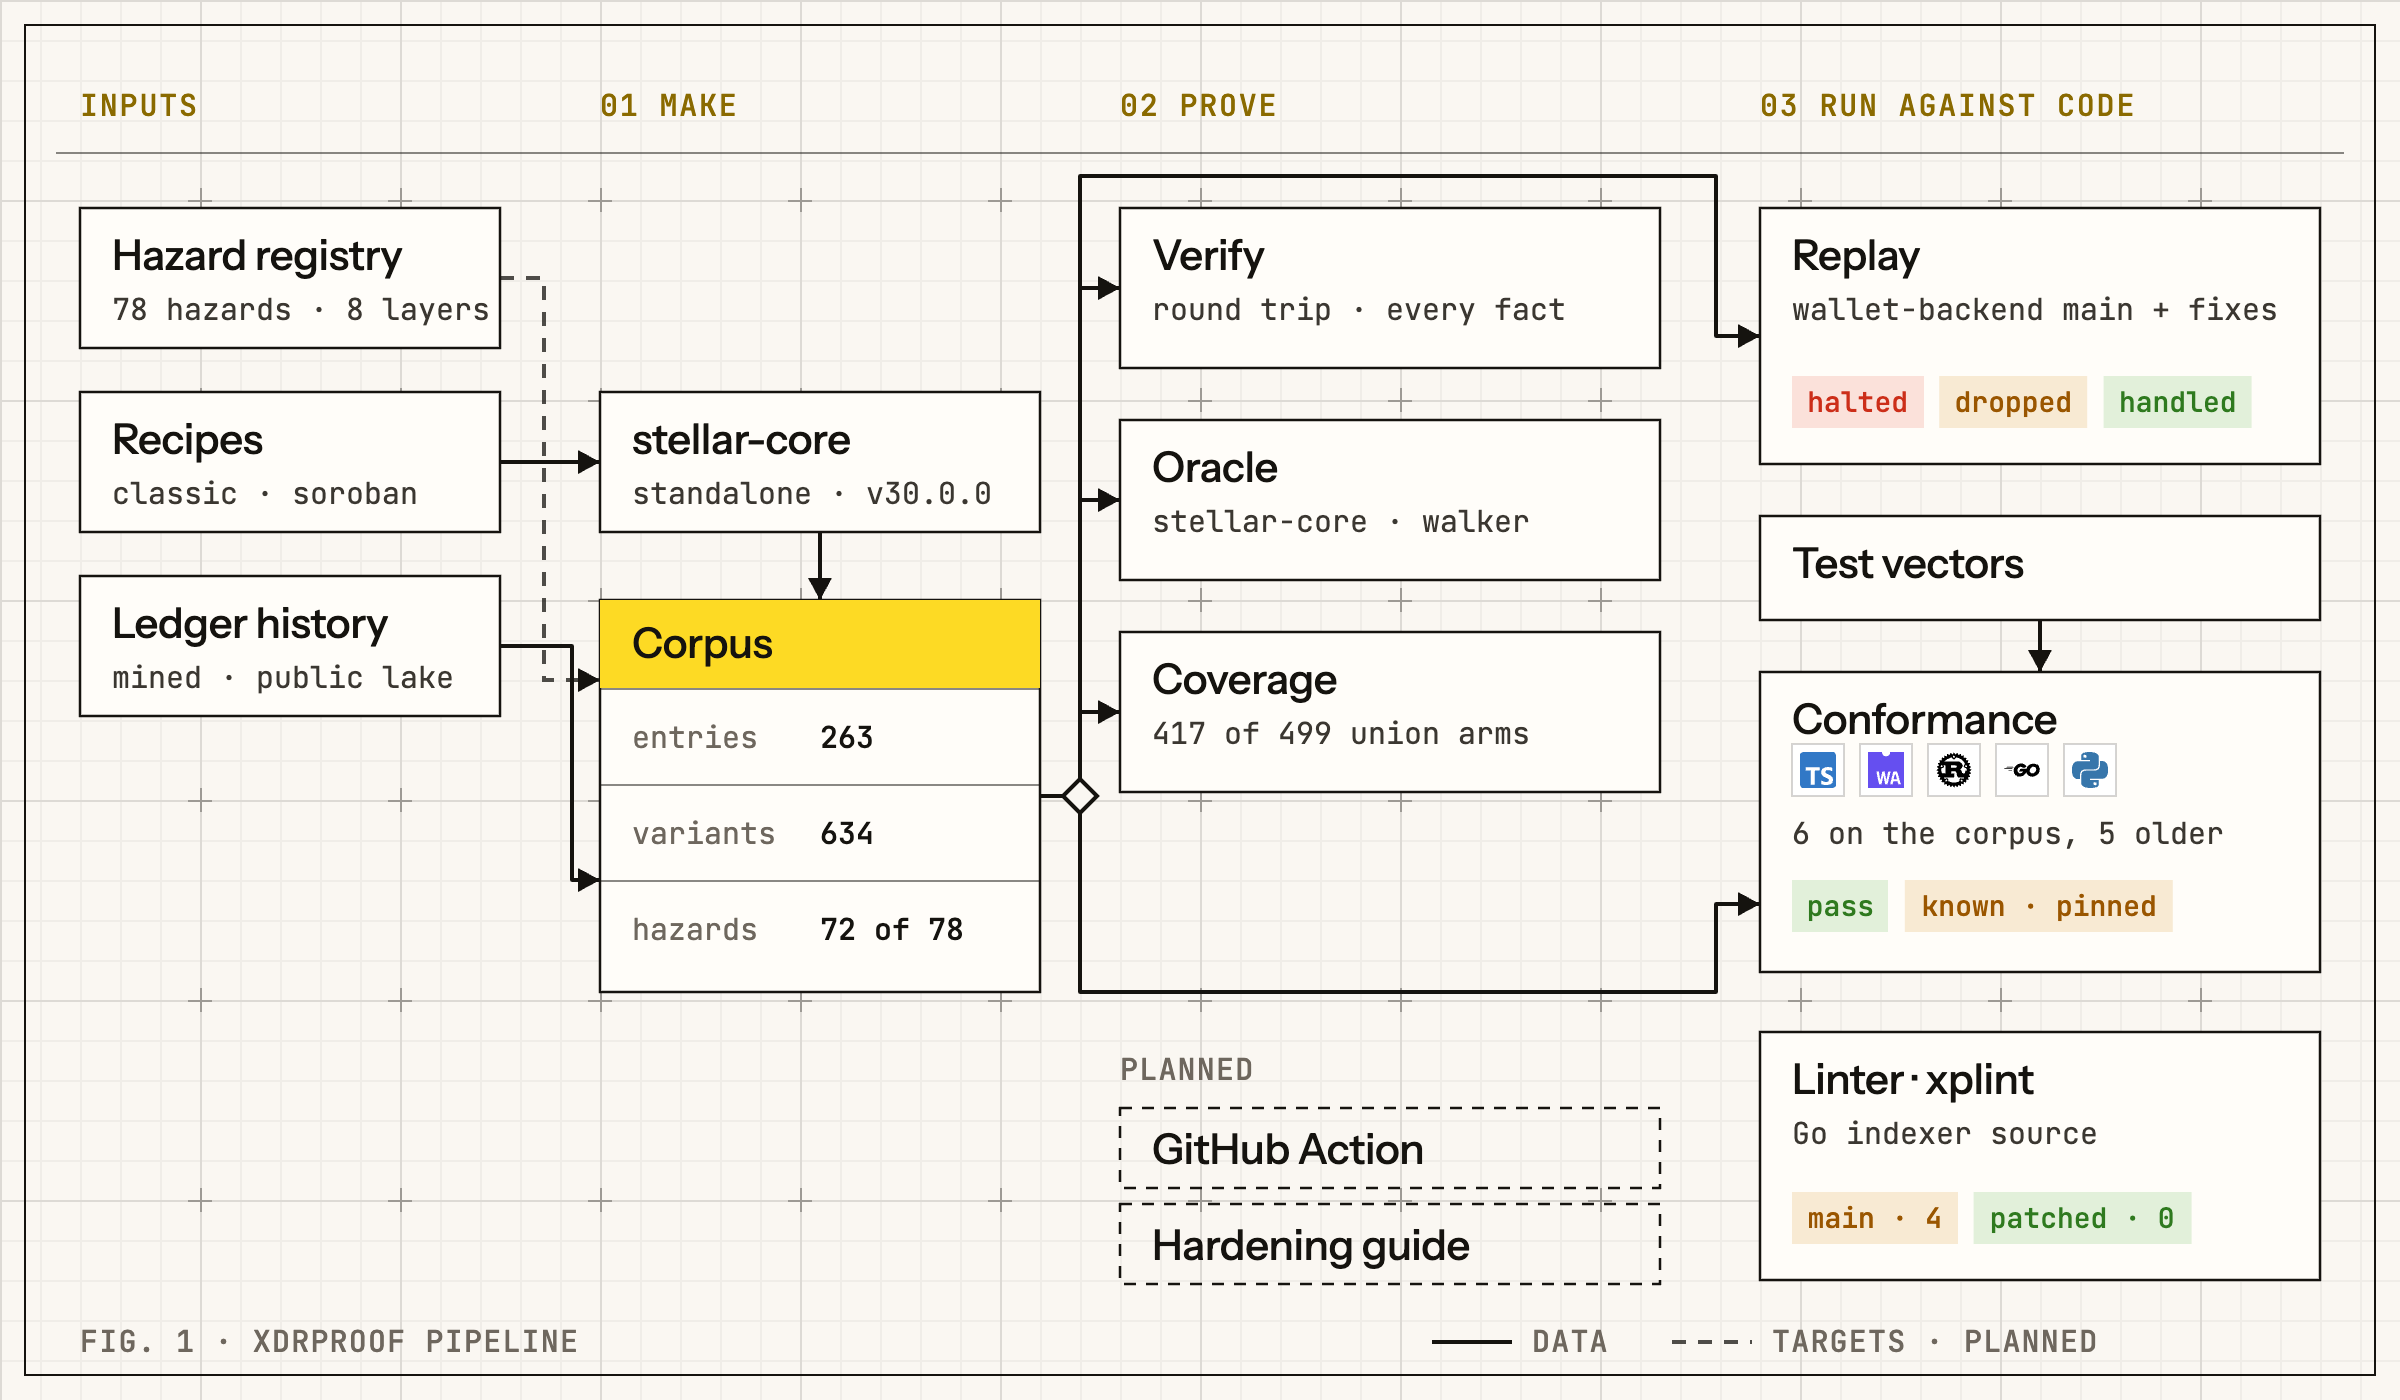 INPUTS
01 MAKE
02 PROVE
03 RUN AGAINST CODE
Hazard registry
78 hazards · 8 layers
Recipes
classic · soroban
Ledger history
mined · public lake
stellar-core
standalone · v30.0.0
Corpus
entries 263
variants 634
hazards 72 of 78
Verify
round trip · every fact
Oracle
stellar-core · walker
Coverage
417 of 499 union arms
PLANNED
GitHub Action
Hardening guide
Replay
wallet-backend main + fixes
halted dropped handled
Test vectors
Conformance
TS WA R GO
6 on the corpus, 5 older
pass known · pinned
Linter · xplint
Go indexer source
main · 4 patched · 0
FIG. 1 · XDRPROOF PIPELINE
DATA
TARGETS · PLANNED